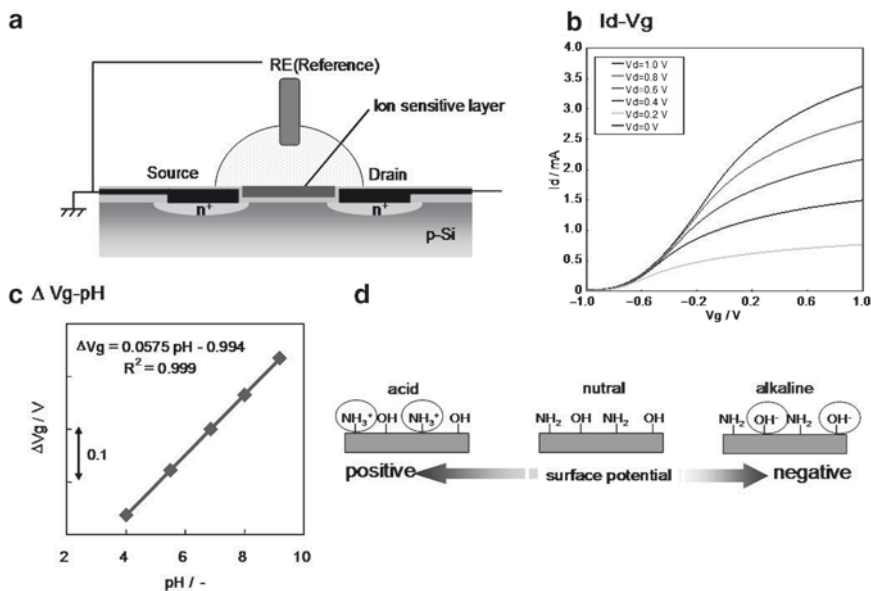 a
RE(Reference)
Ion sensitive layer
Source
Drain
n+
n+
p-Si
b Id-Vg
4.0
3.5
3.0
2.5
2.0
1.5
1.0
0.5
0
Id / mA
Vd=1.0 V
Vd=0.8 V
Vd=0.6 V
Vd=0.4 V
Vd=0.2 V
Vd=0 V
−1.0 −0.6 −0.2 0.2 0.6 1.0
Vg / V
c Δ Vg-pH
ΔVg = 0.0575 pH - 0.994
R² = 0.999
ΔVg / V
0.1
2 4 6 8 10
pH / -
d
acid
NH₃⁺ OH NH₃⁺ OH
nutral
NH₂ OH NH₂ OH
alkaline
NH₂ OH⁻ NH₂ OH⁻
positive surface potential negative